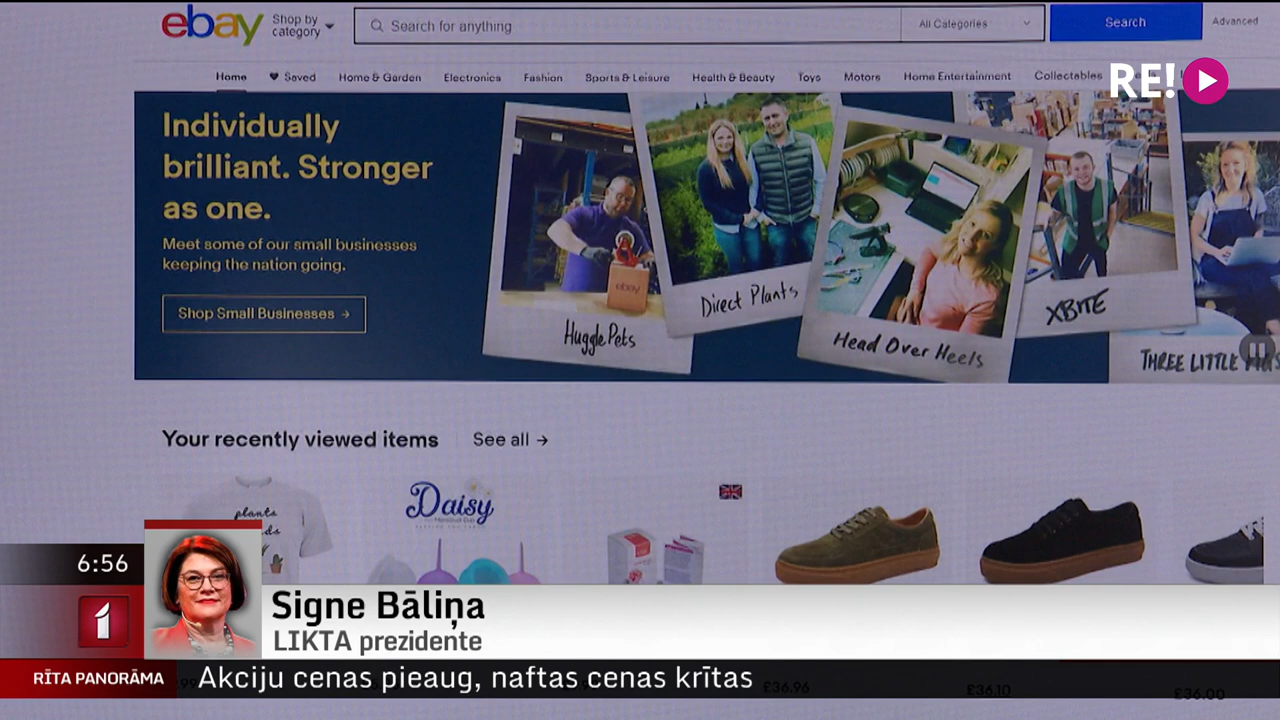 ebay
Shop by
category
Search for anything
All Categories
Search
Advanced
Home
Saved
Home & Garden
Electronics
Fashion
Sports & Leisure
Health & Beauty
Toys
Motors
Home Entertainment
Collectables
RE!
Individually
brilliant. Stronger
as one.
Meet some of our small businesses
keeping the nation going.
Shop Small Businesses →
ebay
HugglePets
Direct Plants
Head Over Heels
XBITE
THREE LITTLE
Your recently viewed items
See all →
plants
Daisy
6:56
1
Signe Bāliņa
LIKTA prezidente
RĪTA PANORĀMA
Akciju cenas pieaug, naftas cenas krītas
£36.96
£36.10
£36.00